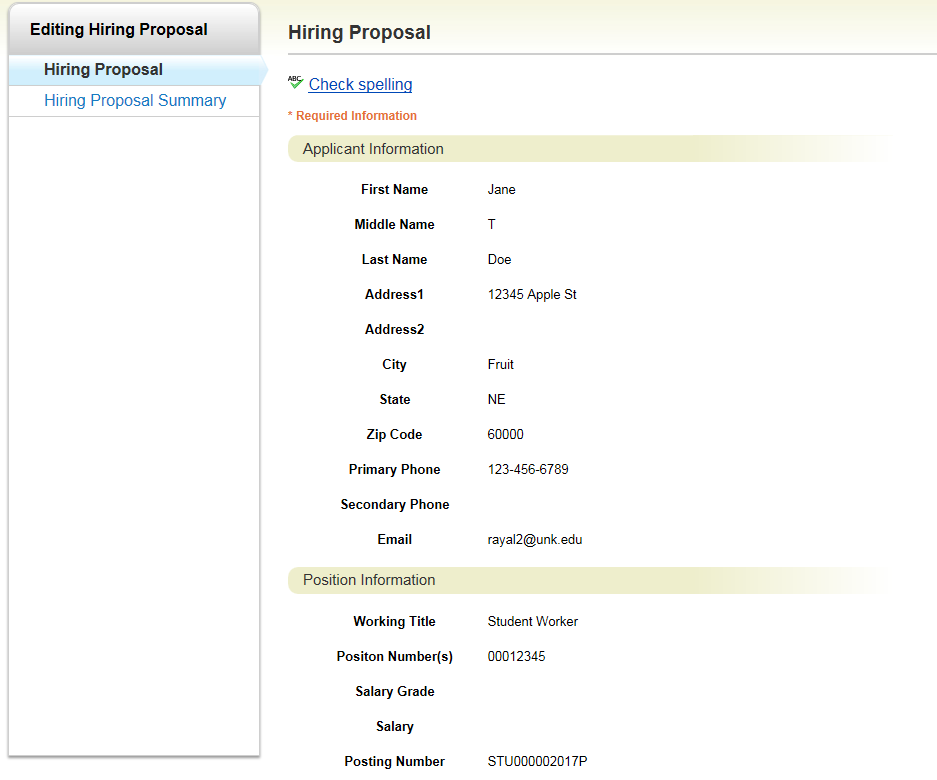 Editing Hiring Proposal
Hiring Proposal
Hiring Proposal Summary
Hiring Proposal
ABC Check spelling
* Required Information
Applicant Information
First Name Jane
Middle Name T
Last Name Doe
Address1 12345 Apple St
Address2
City Fruit
State NE
Zip Code 60000
Primary Phone 123-456-6789
Secondary Phone
Email rayal2@unk.edu
Position Information
Working Title Student Worker
Positon Number(s) 00012345
Salary Grade
Salary
Posting Number STU000002017P